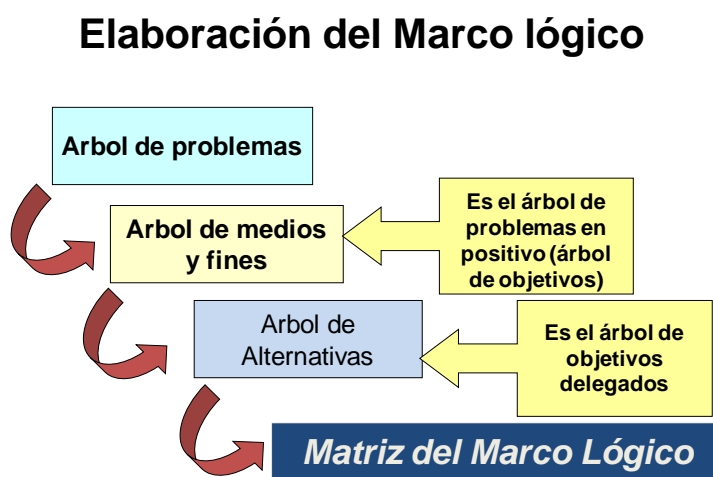 Elaboración del Marco lógico
Arbol de problemas
Arbol de medios
y fines
Es el árbol de
problemas en
positivo (árbol
de objetivos)
Arbol de
Alternativas
Es el árbol de
objetivos
delegados
Matriz del Marco Lógico